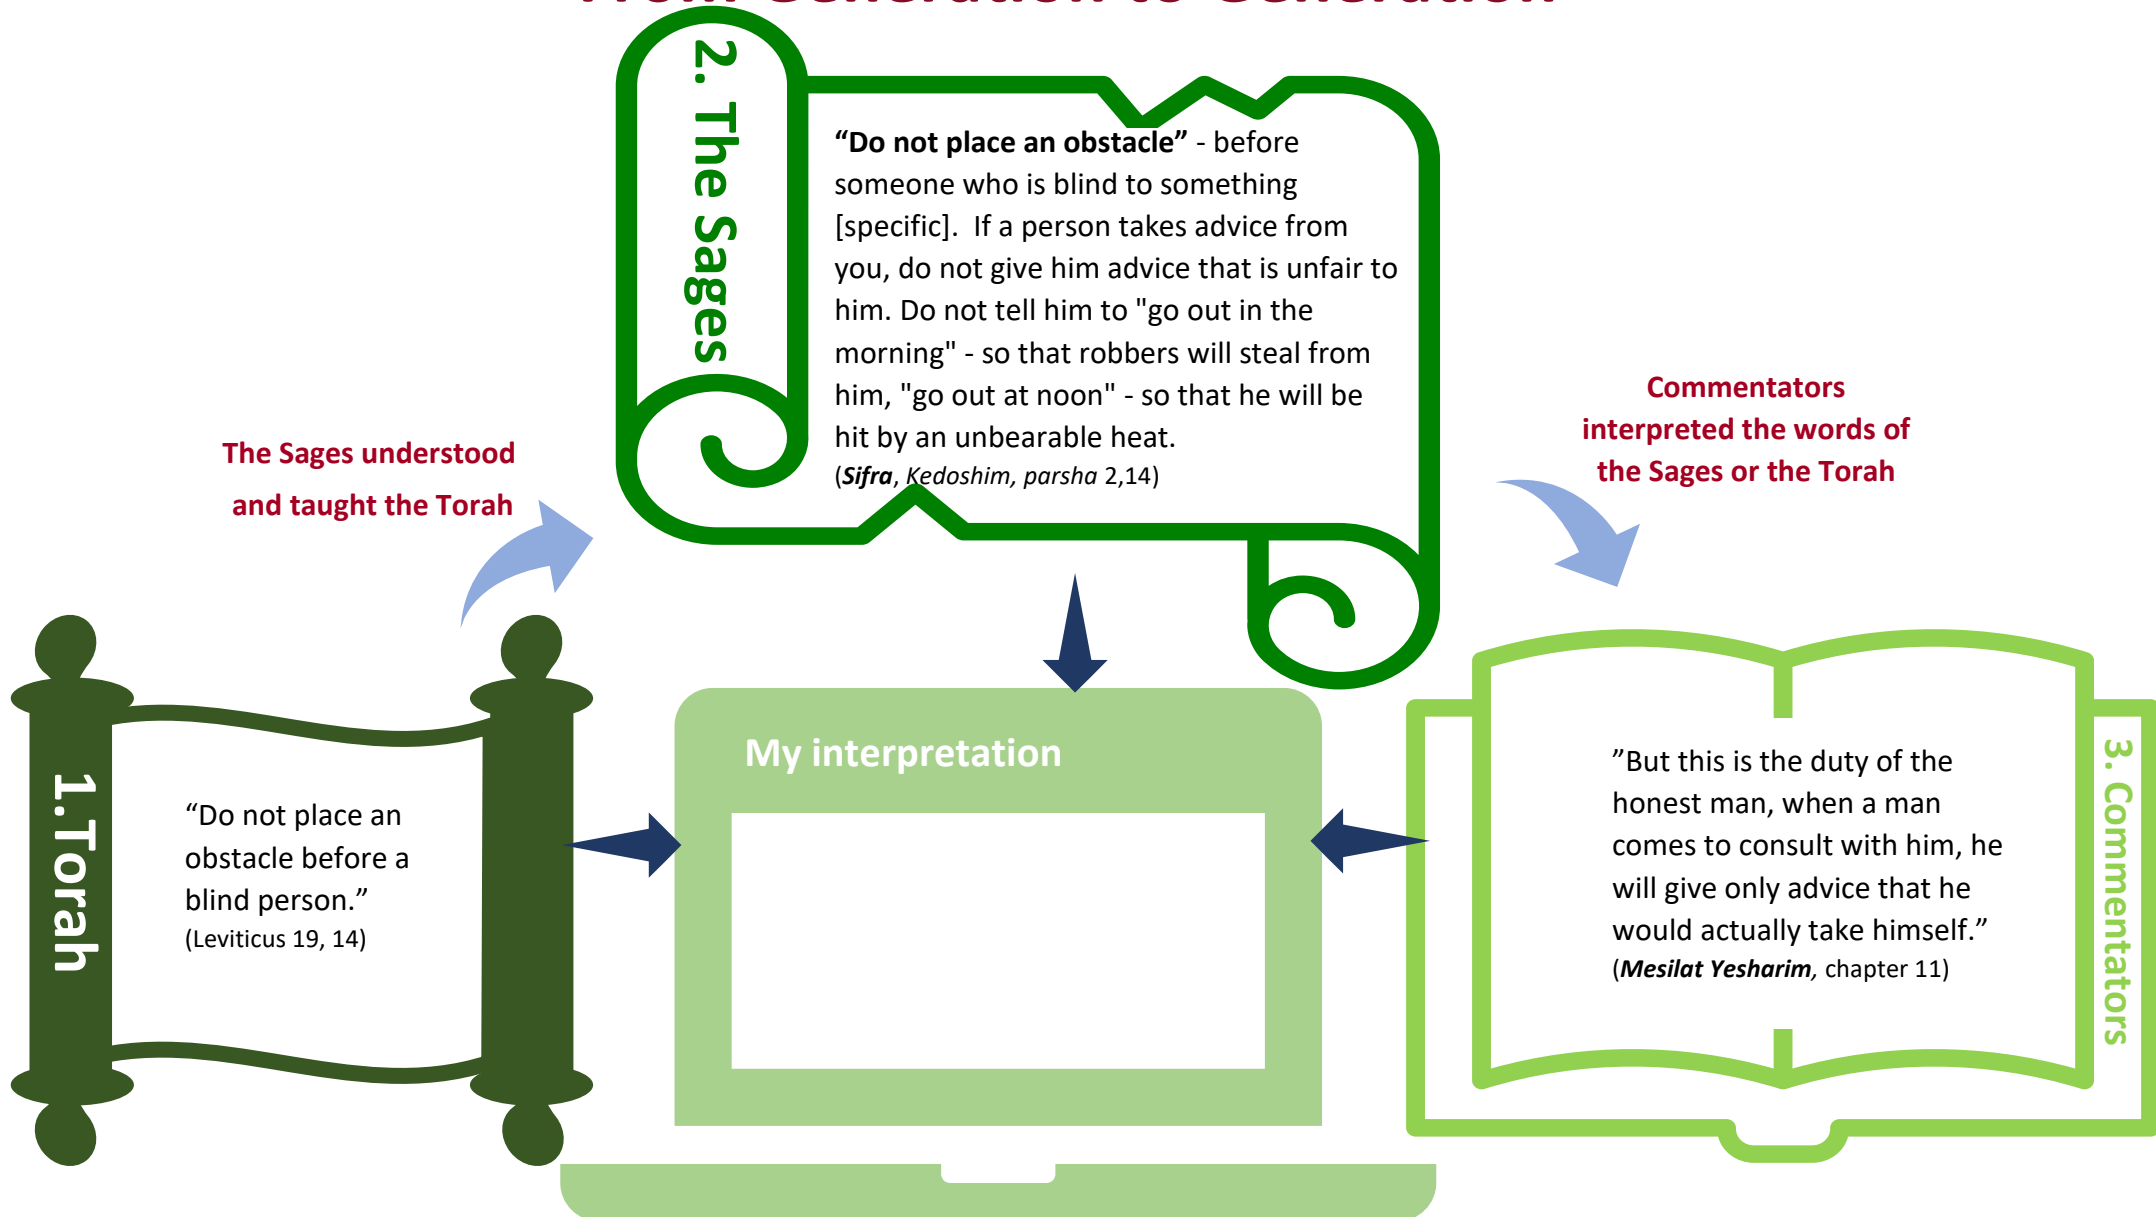 From Generation to Generation
2. The Sages
“Do not place an obstacle” - before
someone who is blind to something
[specific].  If a person takes advice from
you, do not give him advice that is unfair to
him. Do not tell him to "go out in the
morning" - so that robbers will steal from
him, "go out at noon" - so that he will be
hit by an unbearable heat.
(Sifra, Kedoshim, parsha 2,14)
The Sages understood
and taught the Torah
Commentators
interpreted the words of
the Sages or the Torah
1.Torah
“Do not place an
obstacle before a
blind person.”
(Leviticus 19, 14)
My interpretation
”But this is the duty of the
honest man, when a man
comes to consult with him, he
will give only advice that he
would actually take himself.”
(Mesilat Yesharim, chapter 11)
3. Commentators